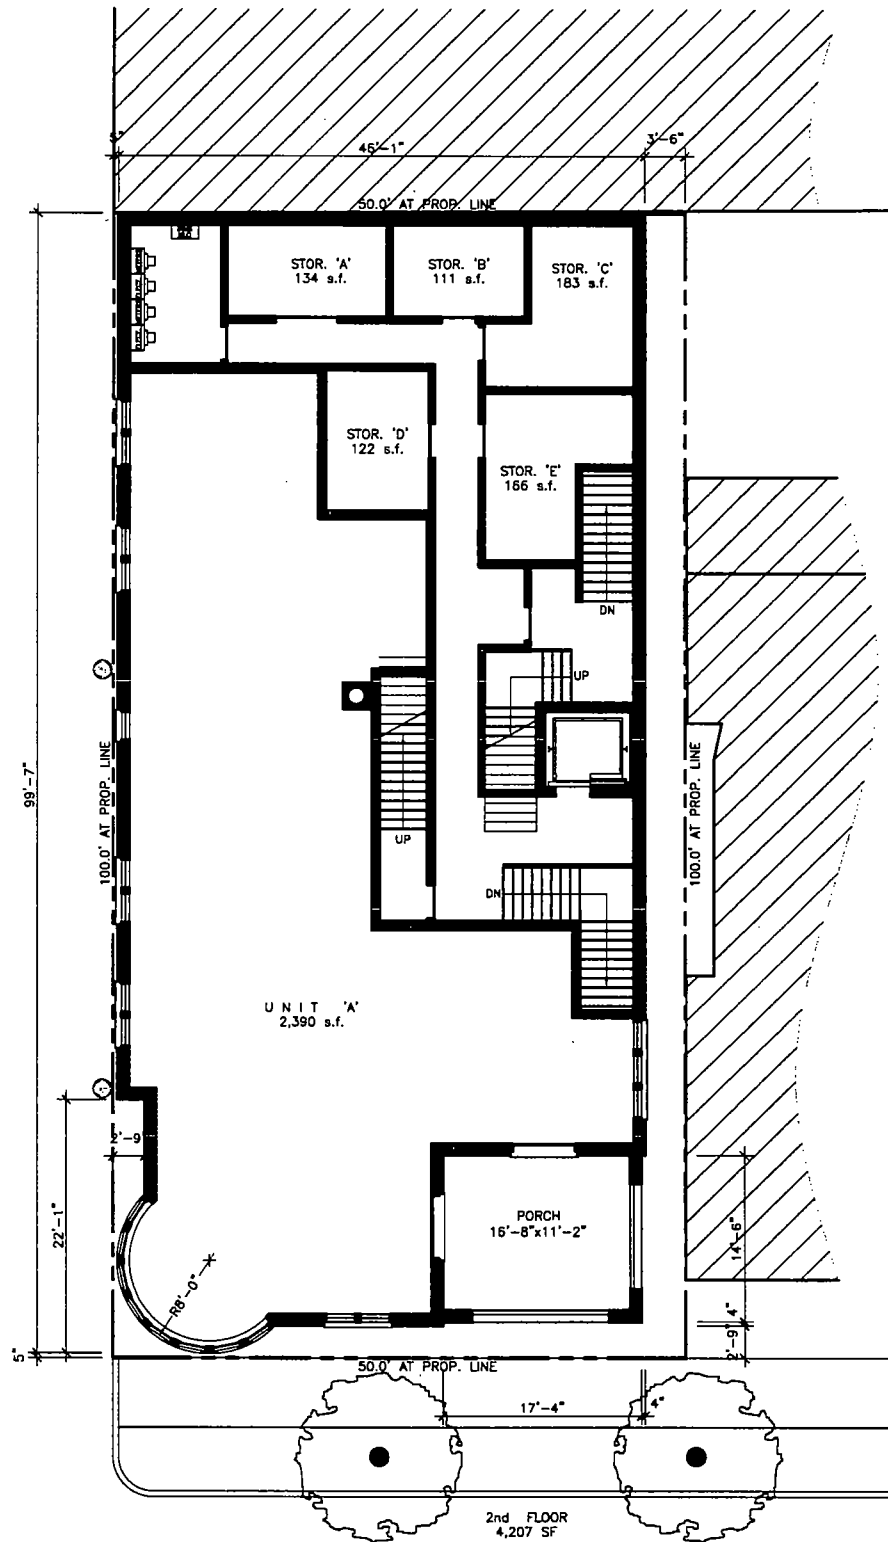 5"
46'-1"
3'-6"
50.0' AT PROP. LINE
STOR. 'A'
134 s.f.
STOR. 'B'
111 s.f.
STOR. 'C'
183 s.f.
STOR. 'D'
122 s.f.
STOR. 'E'
166 s.f.
DN
UP
UP
DN
99'-7"
100.0' AT PROP. LINE
100.0' AT PROP. LINE
UNIT 'A'
2,390 s.f.
2'-9"
22'-1"
R8'-0"
PORCH
16'-8"x11'-2"
14'-6"
4"
2'-9"
5"
50.0' AT PROP. LINE
17'-4"
4"
2nd FLOOR
4,207 SF